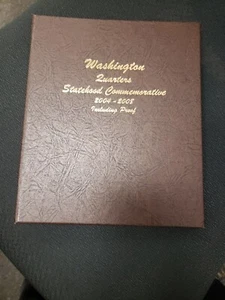 Washington
Quarters
Statehood Commemorative
2004-2008
Including Proof